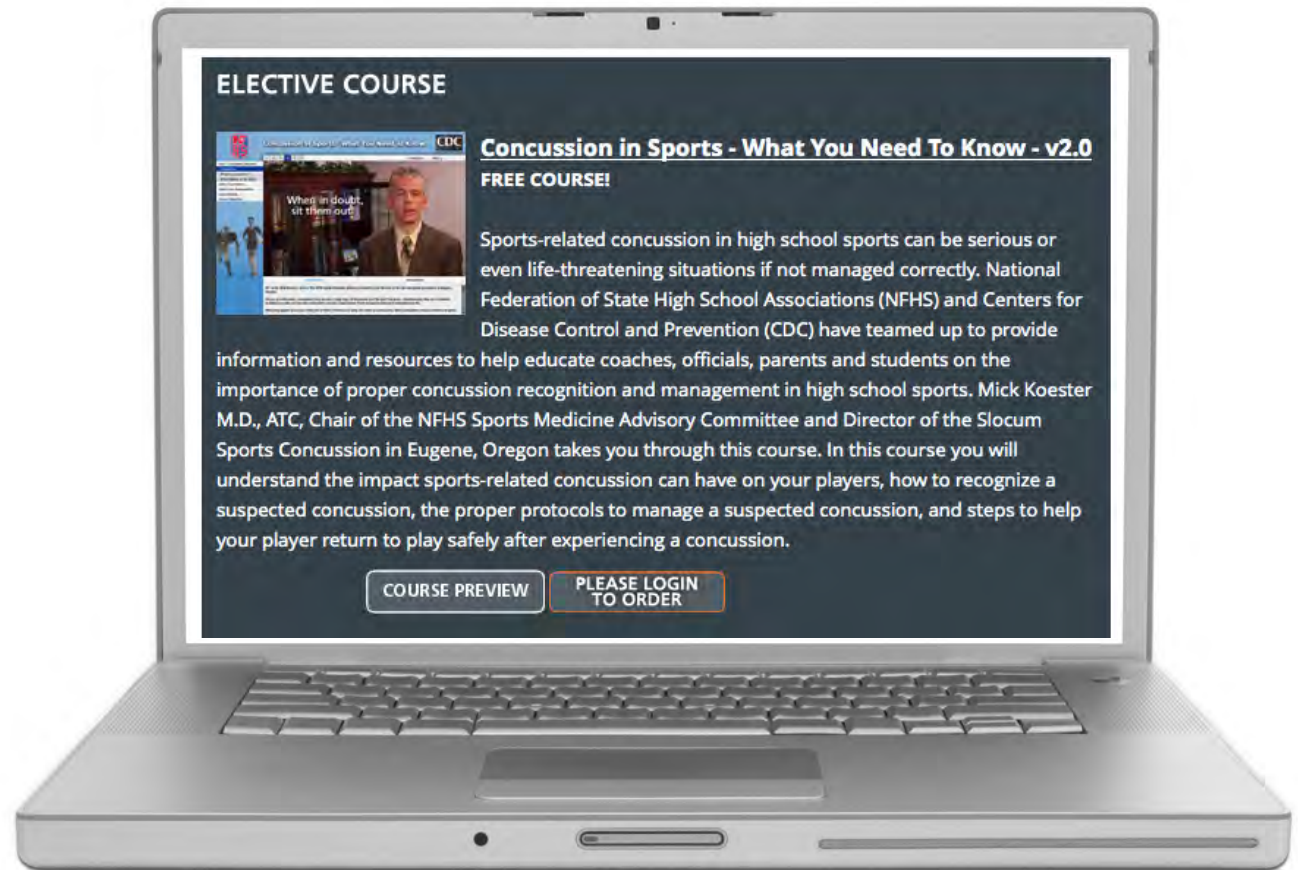 ELECTIVE COURSE
Concussion in Sports - What You Need To Know
CDC
When in doubt,
sit them out!
Concussion in Sports - What You Need To Know - v2.0
FREE COURSE!
Sports-related concussion in high school sports can be serious or
even life-threatening situations if not managed correctly. National
Federation of State High School Associations (NFHS) and Centers for
Disease Control and Prevention (CDC) have teamed up to provide
information and resources to help educate coaches, officials, parents and students on the
importance of proper concussion recognition and management in high school sports. Mick Koester
M.D., ATC, Chair of the NFHS Sports Medicine Advisory Committee and Director of the Slocum
Sports Concussion in Eugene, Oregon takes you through this course. In this course you will
understand the impact sports-related concussion can have on your players, how to recognize a
suspected concussion, the proper protocols to manage a suspected concussion, and steps to help
your player return to play safely after experiencing a concussion.
COURSE PREVIEW
PLEASE LOGIN
TO ORDER